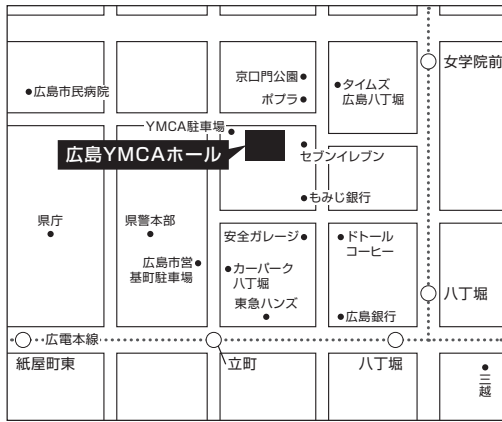 女学院前
京口門公園
タイムズ
広島八丁堀
広島市民病院
ポプラ
YMCA駐車場
広島YMCAホール
セブンイレブン
もみじ銀行
県庁
県警本部
安全ガレージ
ドトール
コーヒー
広島市営
基町駐車場
カーパーク
八丁堀
東急ハンズ
広島銀行
八丁堀
広電本線
紙屋町東
立町
八丁堀
三越